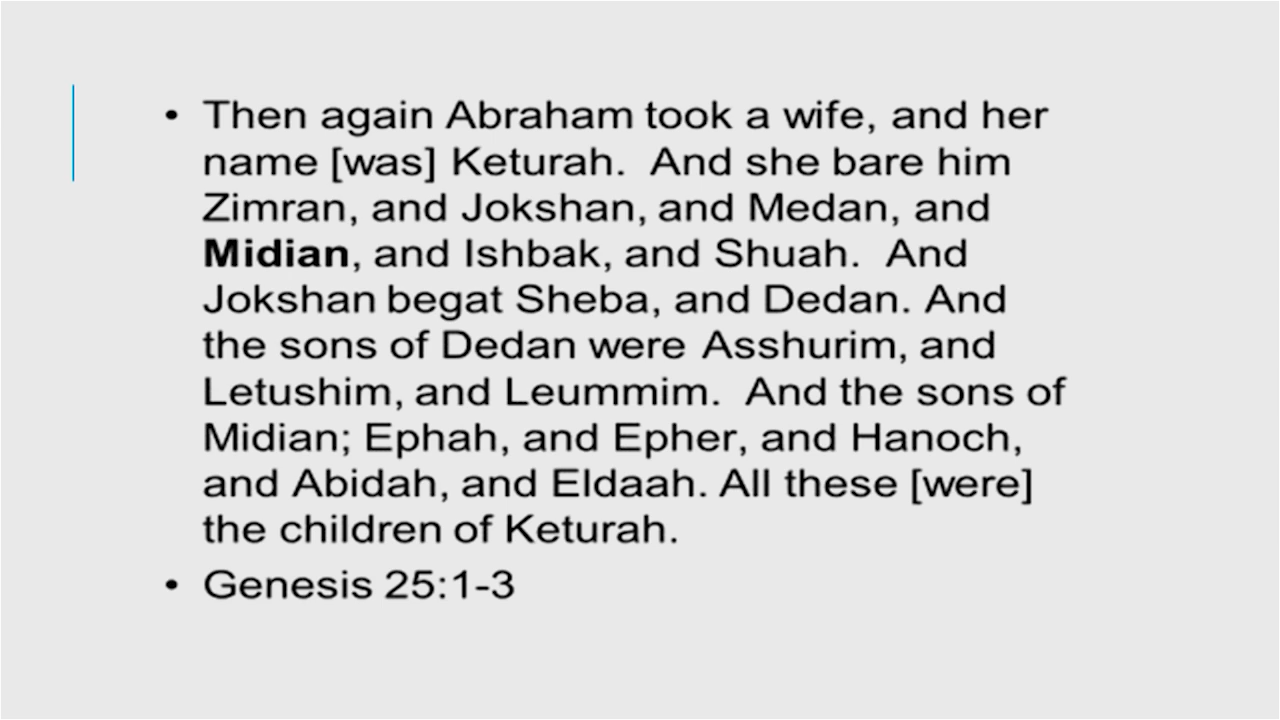 • Then again Abraham took a wife, and her
name [was] Keturah.  And she bare him
Zimran, and Jokshan, and Medan, and
Midian, and Ishbak, and Shuah.  And
Jokshan begat Sheba, and Dedan. And
the sons of Dedan were Asshurim, and
Letushim, and Leummim.  And the sons of
Midian; Ephah, and Epher, and Hanoch,
and Abidah, and Eldaah. All these [were]
the children of Keturah.
• Genesis 25:1-3